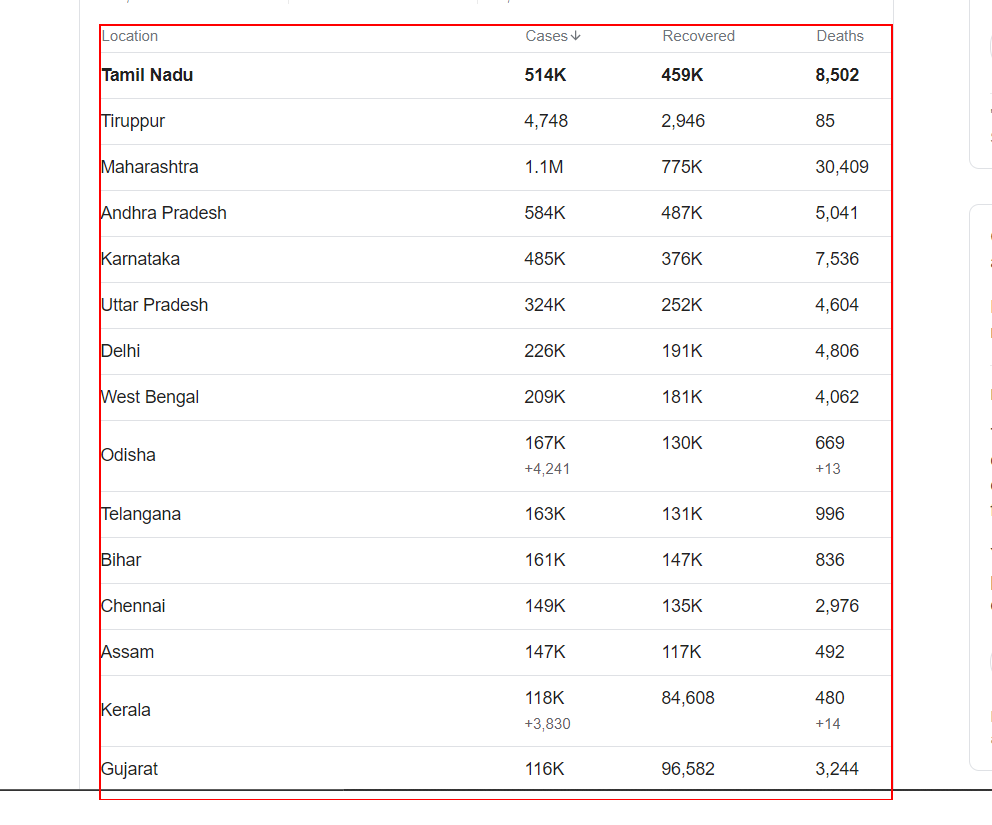 Location Cases↓ Recovered Deaths
Tamil Nadu 514K 459K 8,502
Tiruppur 4,748 2,946 85
Maharashtra 1.1M 775K 30,409
Andhra Pradesh 584K 487K 5,041
Karnataka 485K 376K 7,536
Uttar Pradesh 324K 252K 4,604
Delhi 226K 191K 4,806
West Bengal 209K 181K 4,062
Odisha 167K 130K 669
+4,241 +13
Telangana 163K 131K 996
Bihar 161K 147K 836
Chennai 149K 135K 2,976
Assam 147K 117K 492
Kerala 118K 84,608 480
+3,830 +14
Gujarat 116K 96,582 3,244